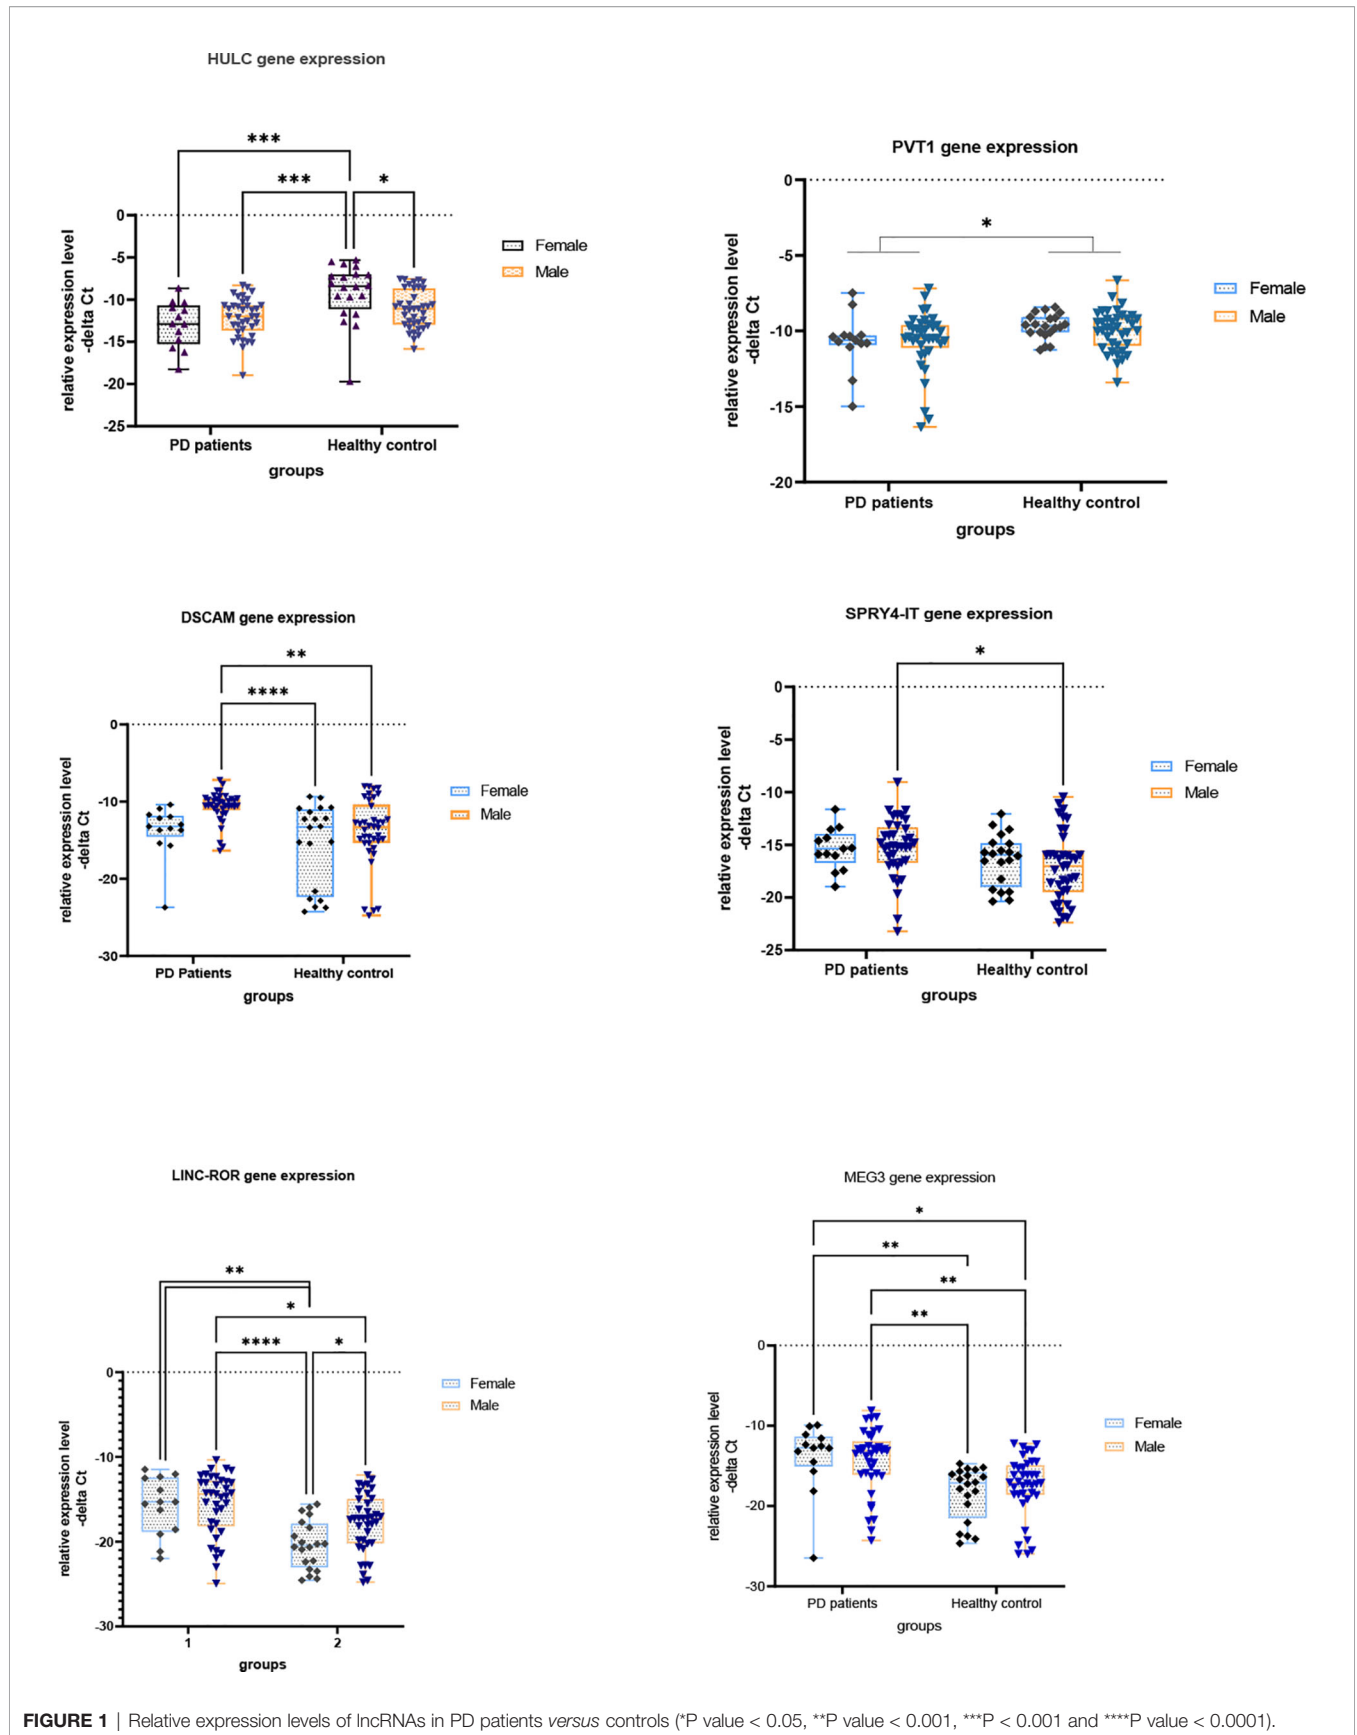 HULC gene expression
***
*** *
0
-5
-10
-15
-20
-25
relative expression level
-delta Ct
PD patients Healthy control
groups
Female
Male
PVT1 gene expression
*
0
-5
-10
-15
-20
relative expression level
-delta Ct
PD patients Healthy control
groups
Female
Male
DSCAM gene expression
**
****
0
-10
-20
-30
relative expression level
-delta Ct
PD Patients Healthy control
groups
Female
Male
SPRY4-IT gene expression
*
0
-5
-10
-15
-20
-25
relative expression level
-delta Ct
PD patients Healthy control
groups
Female
Male
LINC-ROR gene expression
**
*
**** *
0
-10
-20
-30
relative expression level
-delta Ct
1 2
groups
Female
Male
MEG3 gene expression
*
**
**
**
0
-10
-20
-30
relative expression level
-delta Ct
PD patients Healthy control
groups
Female
Male
FIGURE 1 | Relative expression levels of lncRNAs in PD patients versus controls (*P value < 0.05, **P value < 0.001, ***P < 0.001 and ****P value < 0.0001).